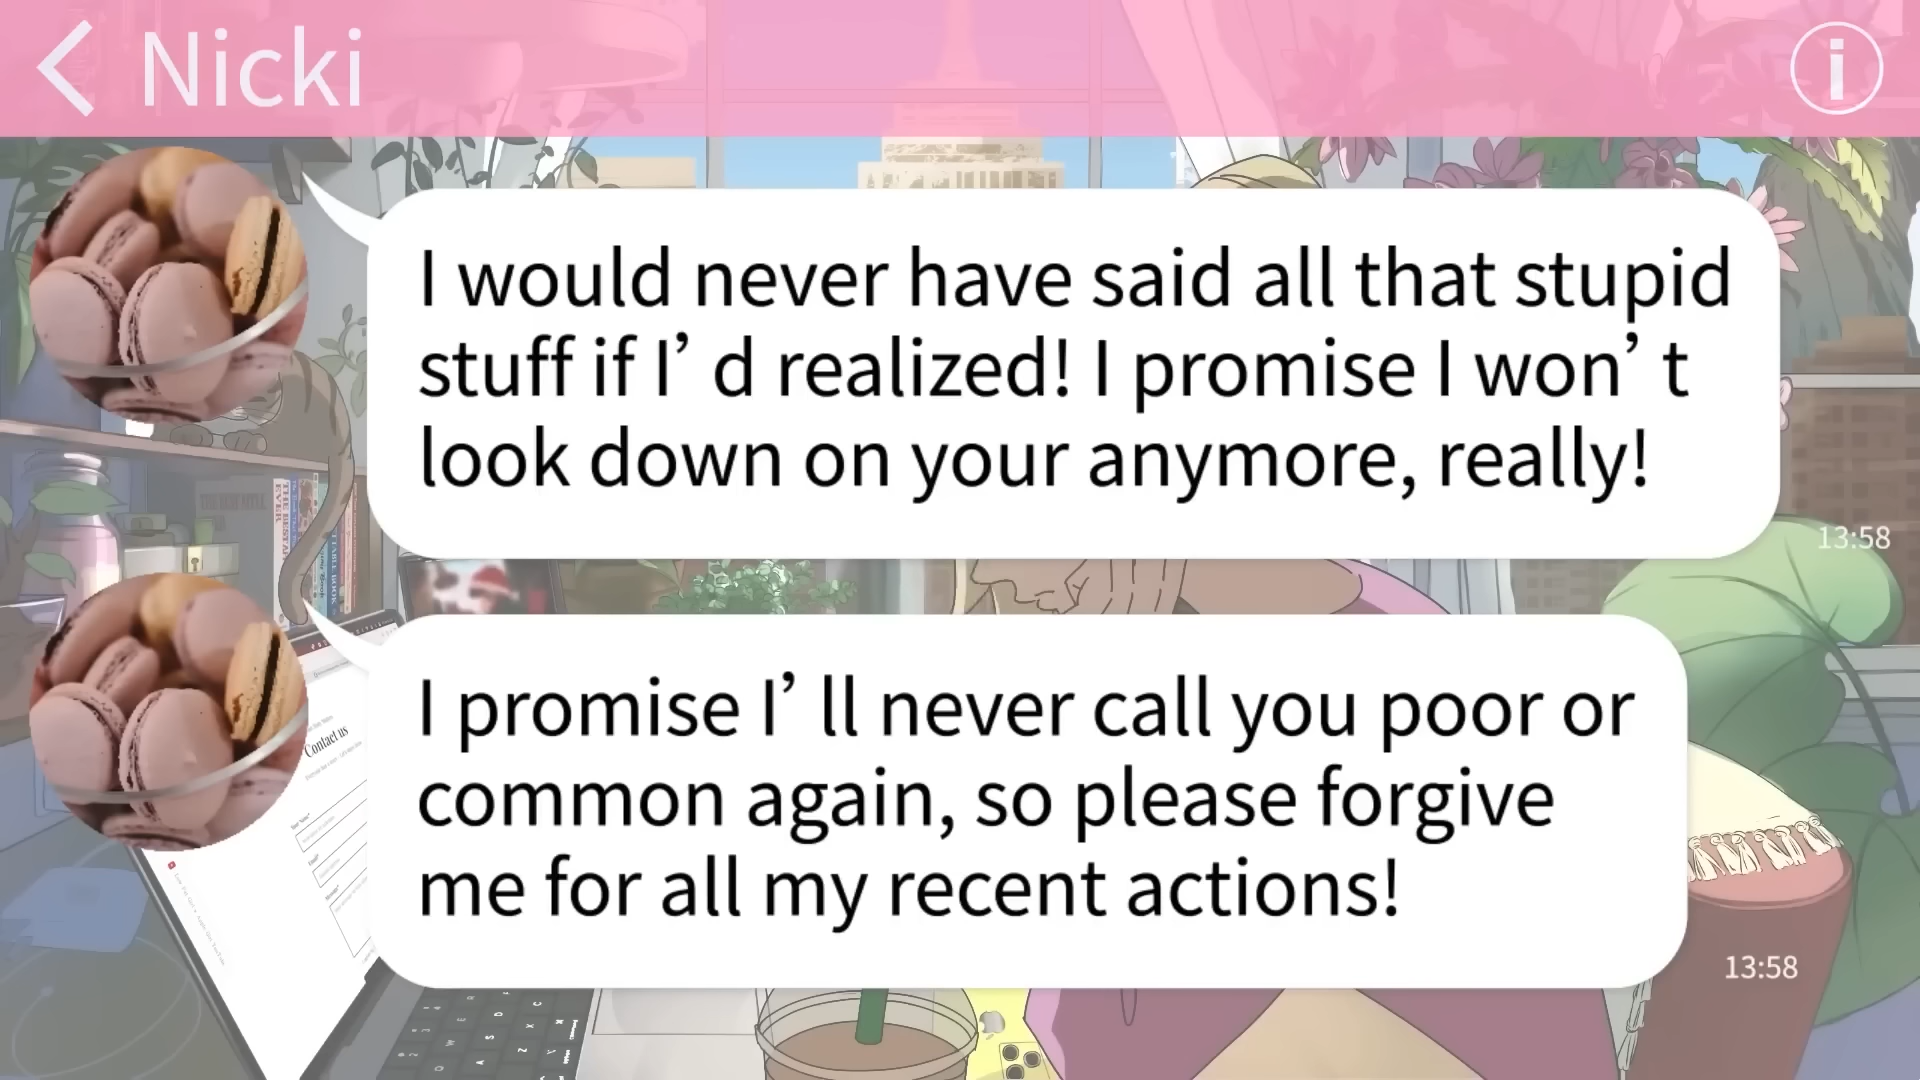 Nicki
i
I would never have said all that stupid
stuff if I’d realized! I promise I won’t
look down on your anymore, really!
13:58
I promise I’ll never call you poor or
common again, so please forgive
me for all my recent actions!
13:58
Contact us